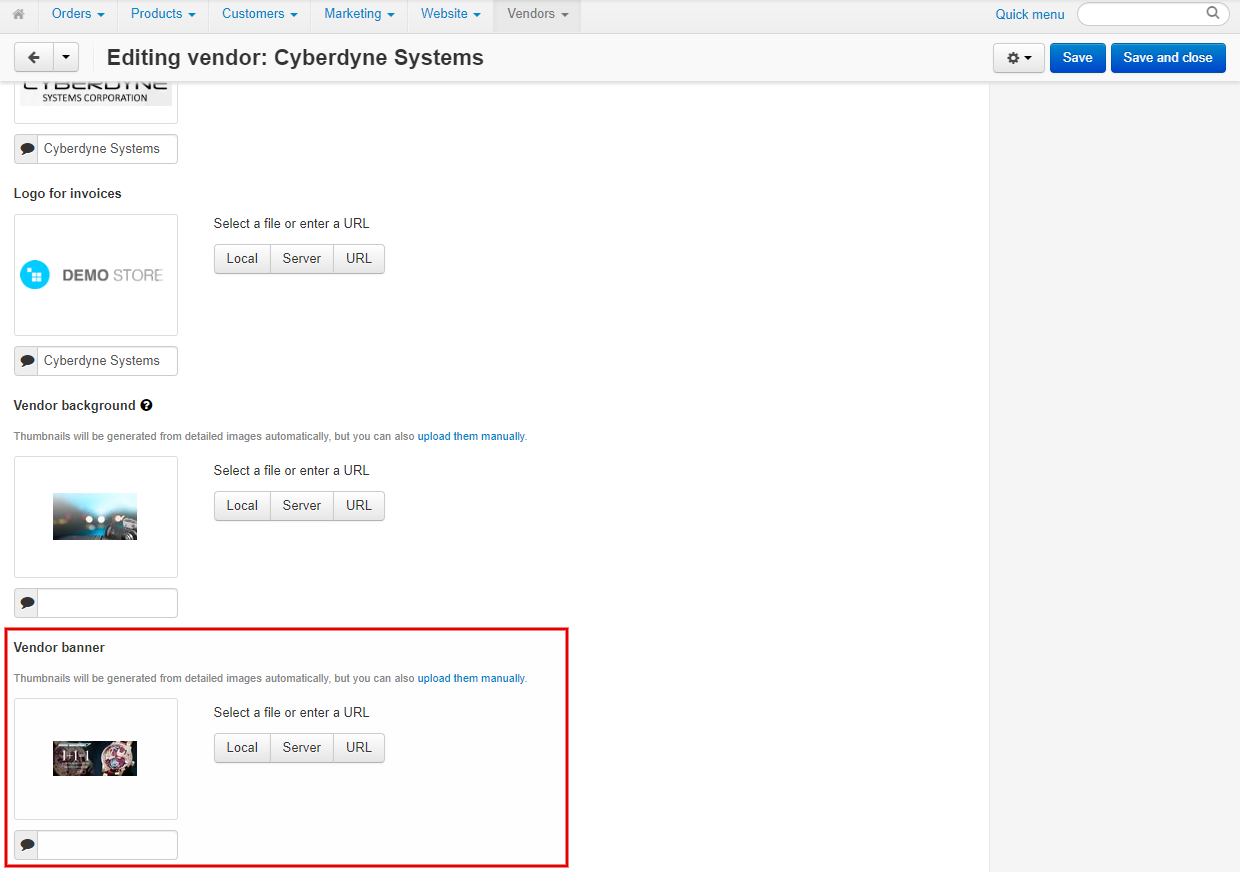 Orders Products Customers Marketing Website Vendors Quick menu
Editing vendor: Cyberdyne Systems Save Save and close
CYBERDYNE
SYSTEMS CORPORATION
Cyberdyne Systems
Logo for invoices
Select a file or enter a URL
Local Server URL
DEMO STORE
Cyberdyne Systems
Vendor background
Thumbnails will be generated from detailed images automatically, but you can also upload them manually.
Select a file or enter a URL
Local Server URL
Vendor banner
Thumbnails will be generated from detailed images automatically, but you can also upload them manually.
Select a file or enter a URL
Local Server URL